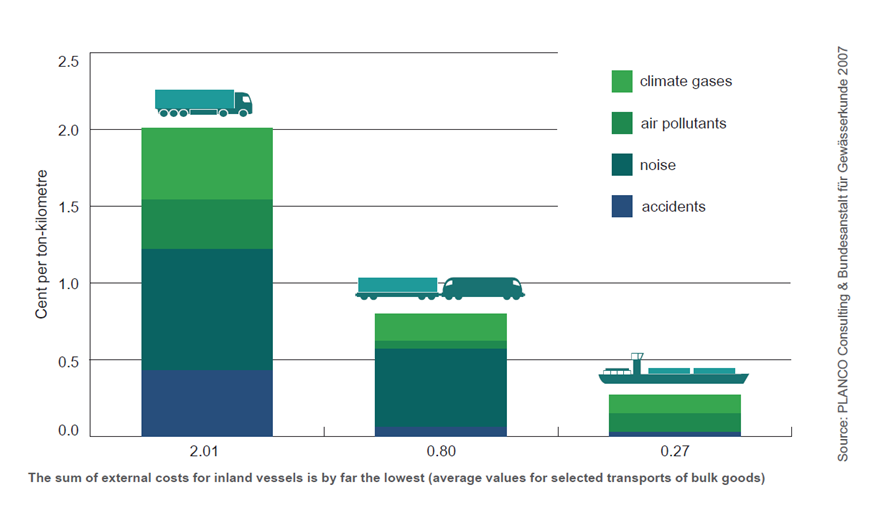 2.5
2.0
1.5
1.0
0.5
0.0
Cent per ton-kilometre
climate gases
air pollutants
noise
accidents
2.01
0.80
0.27
The sum of external costs for inland vessels is by far the lowest (average values for selected transports of bulk goods)
Source: PLANCO Consulting & Bundesanstalt für Gewässerkunde 2007